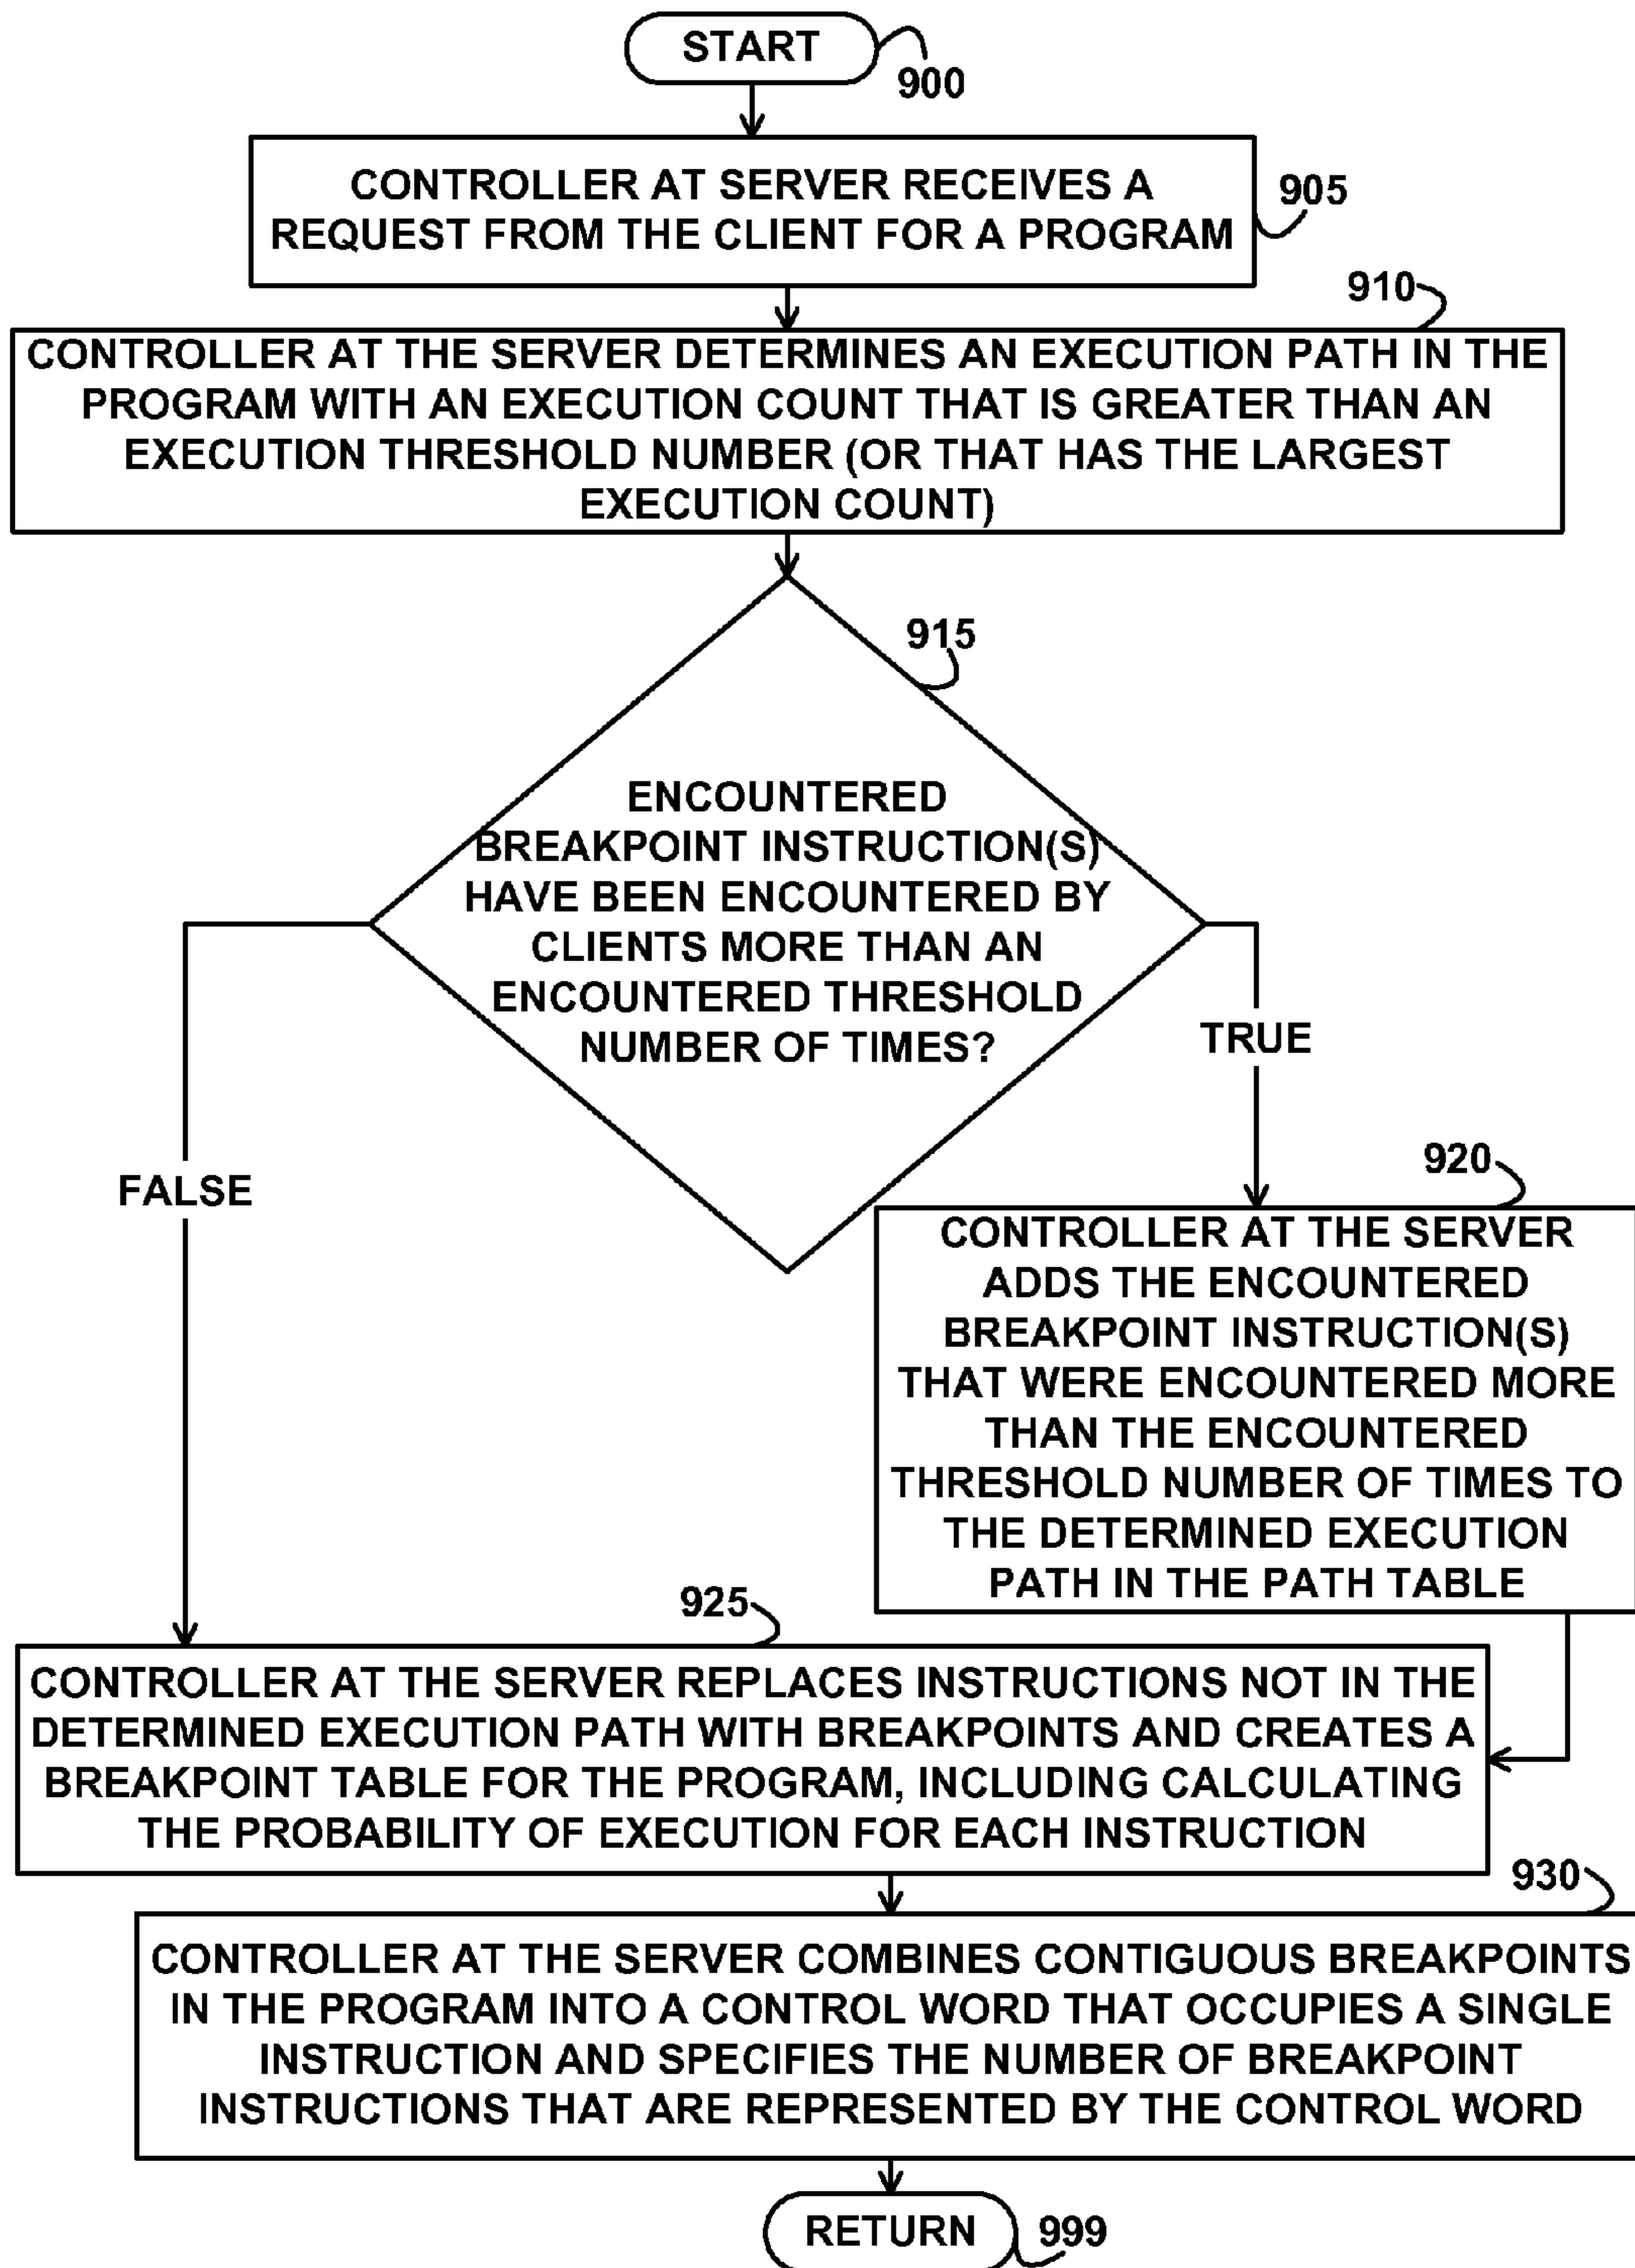 START
900
CONTROLLER AT SERVER RECEIVES A
REQUEST FROM THE CLIENT FOR A PROGRAM
905
910
CONTROLLER AT THE SERVER DETERMINES AN EXECUTION PATH IN THE
PROGRAM WITH AN EXECUTION COUNT THAT IS GREATER THAN AN
EXECUTION THRESHOLD NUMBER (OR THAT HAS THE LARGEST
EXECUTION COUNT)
915
ENCOUNTERED
BREAKPOINT INSTRUCTION(S)
HAVE BEEN ENCOUNTERED BY
CLIENTS MORE THAN AN
ENCOUNTERED THRESHOLD
NUMBER OF TIMES?
TRUE
FALSE
920
CONTROLLER AT THE SERVER
ADDS THE ENCOUNTERED
BREAKPOINT INSTRUCTION(S)
THAT WERE ENCOUNTERED MORE
THAN THE ENCOUNTERED
THRESHOLD NUMBER OF TIMES TO
THE DETERMINED EXECUTION
PATH IN THE PATH TABLE
925
CONTROLLER AT THE SERVER REPLACES INSTRUCTIONS NOT IN THE
DETERMINED EXECUTION PATH WITH BREAKPOINTS AND CREATES A
BREAKPOINT TABLE FOR THE PROGRAM, INCLUDING CALCULATING
THE PROBABILITY OF EXECUTION FOR EACH INSTRUCTION
930
CONTROLLER AT THE SERVER COMBINES CONTIGUOUS BREAKPOINTS
IN THE PROGRAM INTO A CONTROL WORD THAT OCCUPIES A SINGLE
INSTRUCTION AND SPECIFIES THE NUMBER OF BREAKPOINT
INSTRUCTIONS THAT ARE REPRESENTED BY THE CONTROL WORD
RETURN
999